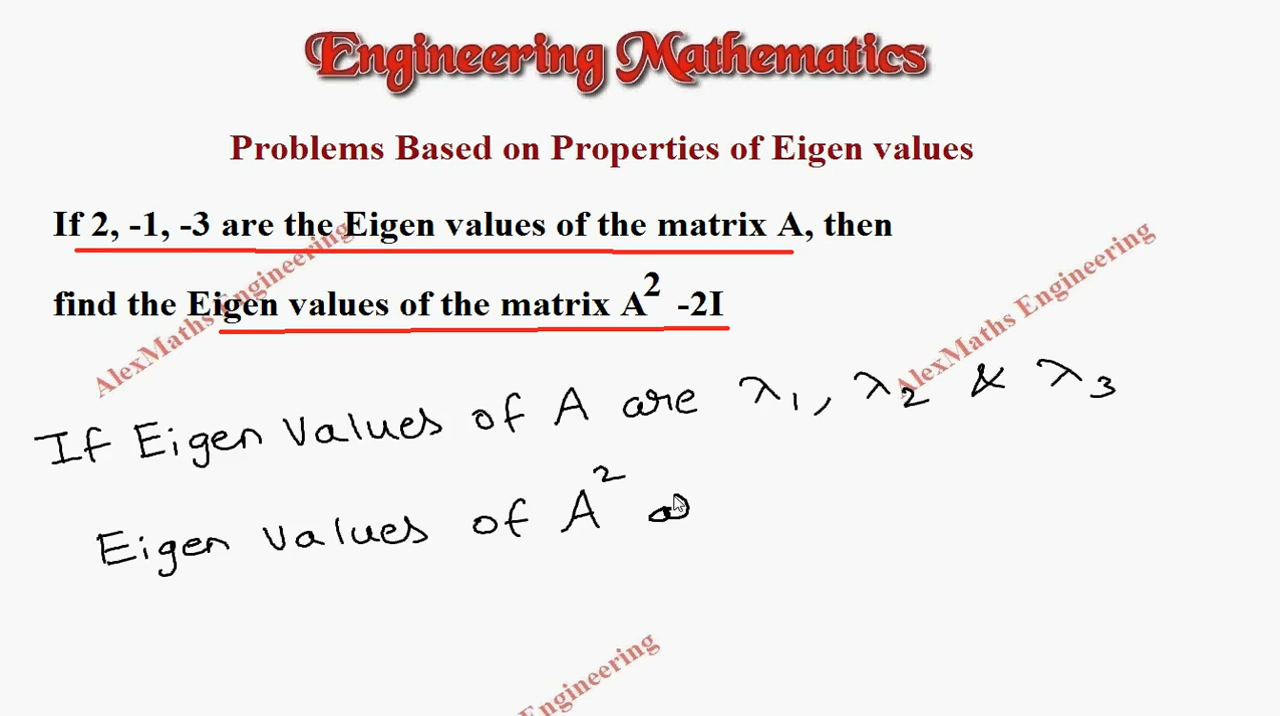 Engineering Mathematics
Problems Based on Properties of Eigen values
If 2, -1, -3 are the Eigen values of the matrix A, then
find the Eigen values of the matrix A² -2I
AlexMaths Engineering
AlexMaths Engineering
If Eigen Values of A are λ₁, λ₂ & λ₃
Eigen Values of A²
Engineering